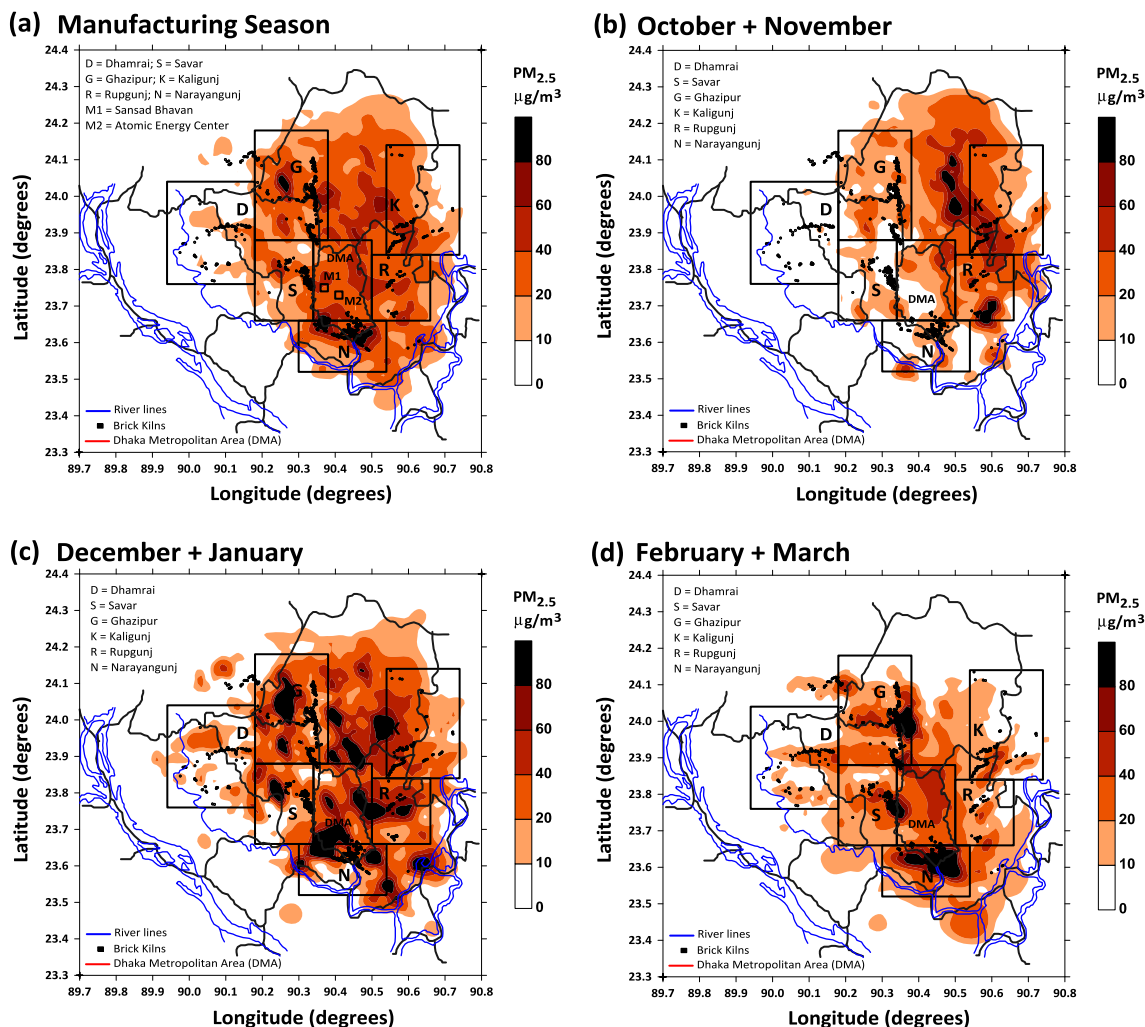 (a) Manufacturing Season
24.4
24.3
24.2
24.1
24.0
23.9
23.8
23.7
23.6
23.5
23.4
23.3
Latitude (degrees)
D = Dhamrai; S = Savar
G = Ghazipur; K = Kaligunj
R = Rupgunj; N = Narayangunj
M1 = Sansad Bhavan
M2 = Atomic Energy Center
G
D
K
DMA
M1
R
S
M2
N
River lines
Brick Kilns
Dhaka Metropolitan Area (DMA)
89.7 89.8 89.9 90.0 90.1 90.2 90.3 90.4 90.5 90.6 90.7 90.8
Longitude (degrees)
PM2.5
μg/m3
80
60
40
20
10
0
(b) October + November
24.4
24.3
24.2
24.1
24.0
23.9
23.8
23.7
23.6
23.5
23.4
23.3
Latitude (degrees)
D = Dhamrai
S = Savar
G = Ghazipur
K = Kaligunj
R = Rupgunj
N = Narayangunj
G
D
K
R
S
DMA
N
River lines
Brick Kilns
Dhaka Metropolitan Area (DMA)
89.7 89.8 89.9 90.0 90.1 90.2 90.3 90.4 90.5 90.6 90.7 90.8
Longitude (degrees)
PM2.5
μg/m3
80
60
40
20
10
0
(c) December + January
24.4
24.3
24.2
24.1
24.0
23.9
23.8
23.7
23.6
23.5
23.4
23.3
Latitude (degrees)
D = Dhamrai
S = Savar
G = Ghazipur
K = Kaligunj
R = Rupgunj
N = Narayangunj
G
D
K
R
S
DMA
N
River lines
Brick Kilns
Dhaka Metropolitan Area (DMA)
89.7 89.8 89.9 90.0 90.1 90.2 90.3 90.4 90.5 90.6 90.7 90.8
Longitude (degrees)
PM2.5
μg/m3
80
60
40
20
10
0
(d) February + March
24.4
24.3
24.2
24.1
24.0
23.9
23.8
23.7
23.6
23.5
23.4
23.3
Latitude (degrees)
D = Dhamrai
S = Savar
G = Ghazipur
K = Kaligunj
R = Rupgunj
N = Narayangunj
G
D
K
R
S
DMA
N
River lines
Brick Kilns
Dhaka Metropolitan Area (DMA)
89.7 89.8 89.9 90.0 90.1 90.2 90.3 90.4 90.5 90.6 90.7 90.8
Longitude (degrees)
PM2.5
μg/m3
80
60
40
20
10
0